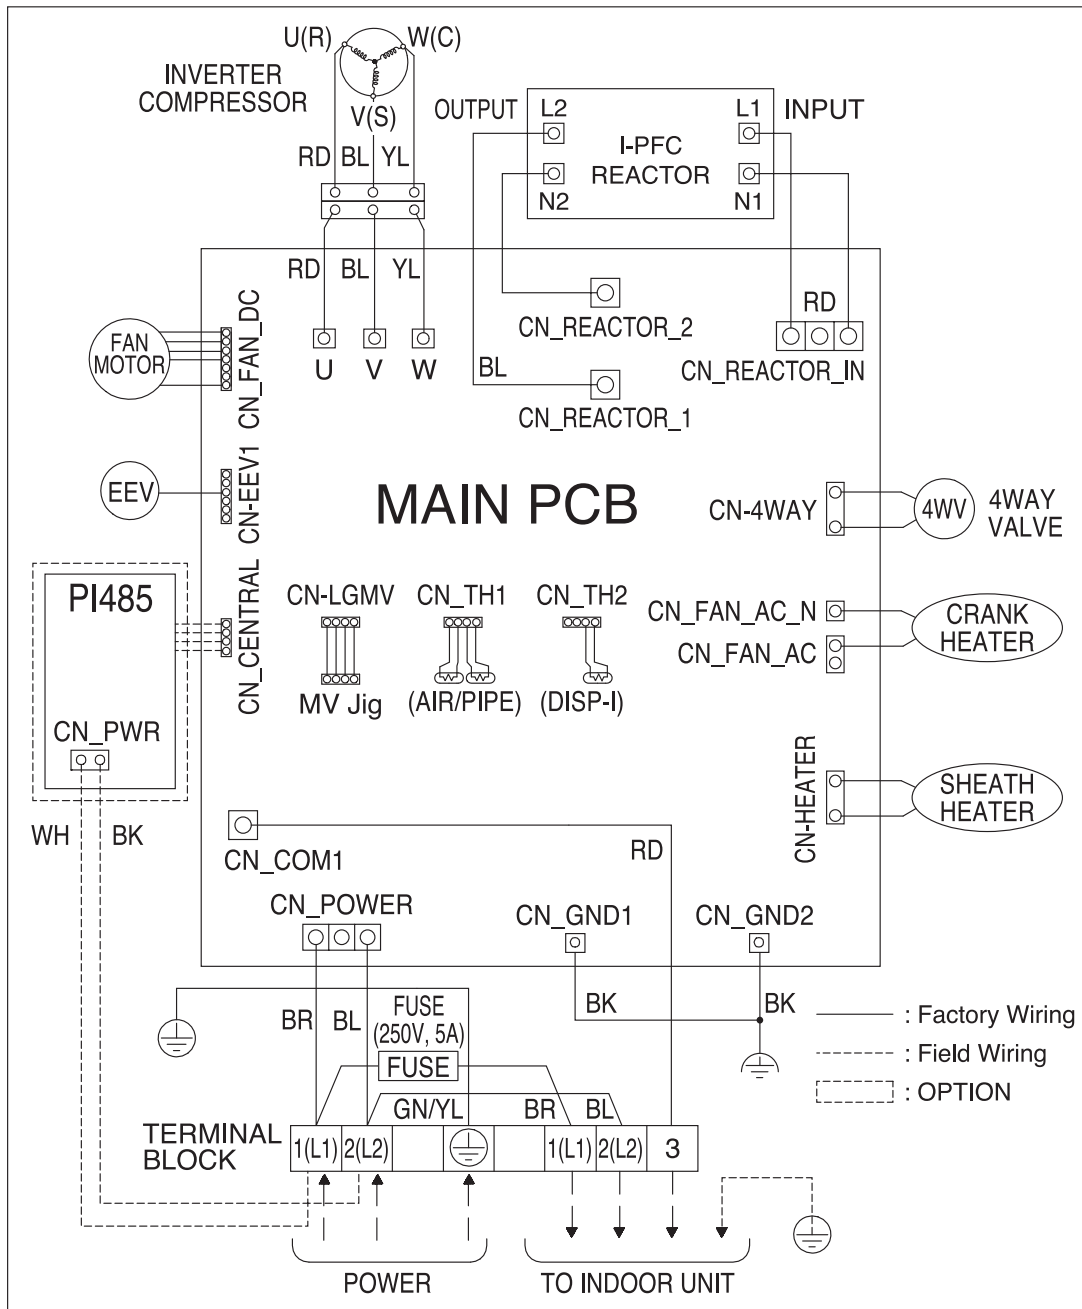 U(R)
W(C)
INVERTER
COMPRESSOR
V(S)
RD BL YL
OUTPUT
L2
L1
INPUT
I-PFC
REACTOR
N2
N1
RD BL YL
U V W
CN_REACTOR_2
RD
CN_REACTOR_IN
BL
CN_REACTOR_1
FAN
MOTOR
CN_FAN_DC
EEV
CN-EEV1
MAIN PCB
CN-4WAY
4WV
4WAY
VALVE
PI485
CN_PWR
CN_CENTRAL
CN-LGMV
MV Jig
CN_TH1
(AIR/PIPE)
CN_TH2
(DISP-I)
CN_FAN_AC_N
CN_FAN_AC
CRANK
HEATER
CN-HEATER
SHEATH
HEATER
WH
BK
CN_COM1
RD
CN_POWER
CN_GND1
CN_GND2
BR
BL
FUSE
(250V, 5A)
FUSE
BK
BK
: Factory Wiring
: Field Wiring
: OPTION
GN/YL
BR
BL
TERMINAL
BLOCK
1(L1) 2(L2) 1(L1) 2(L2) 3
POWER
TO INDOOR UNIT